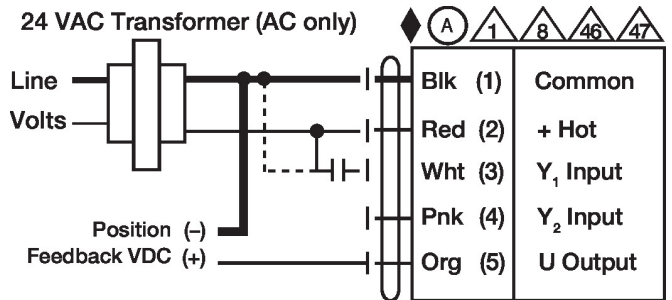 24 VAC Transformer (AC only)
A 1 8 46 47
Line
Volts
Blk (1) Common
Red (2) + Hot
Wht (3) Y₁ Input
Pnk (4) Y₂ Input
Position (–)
Feedback VDC (+)
Org (5) U Output